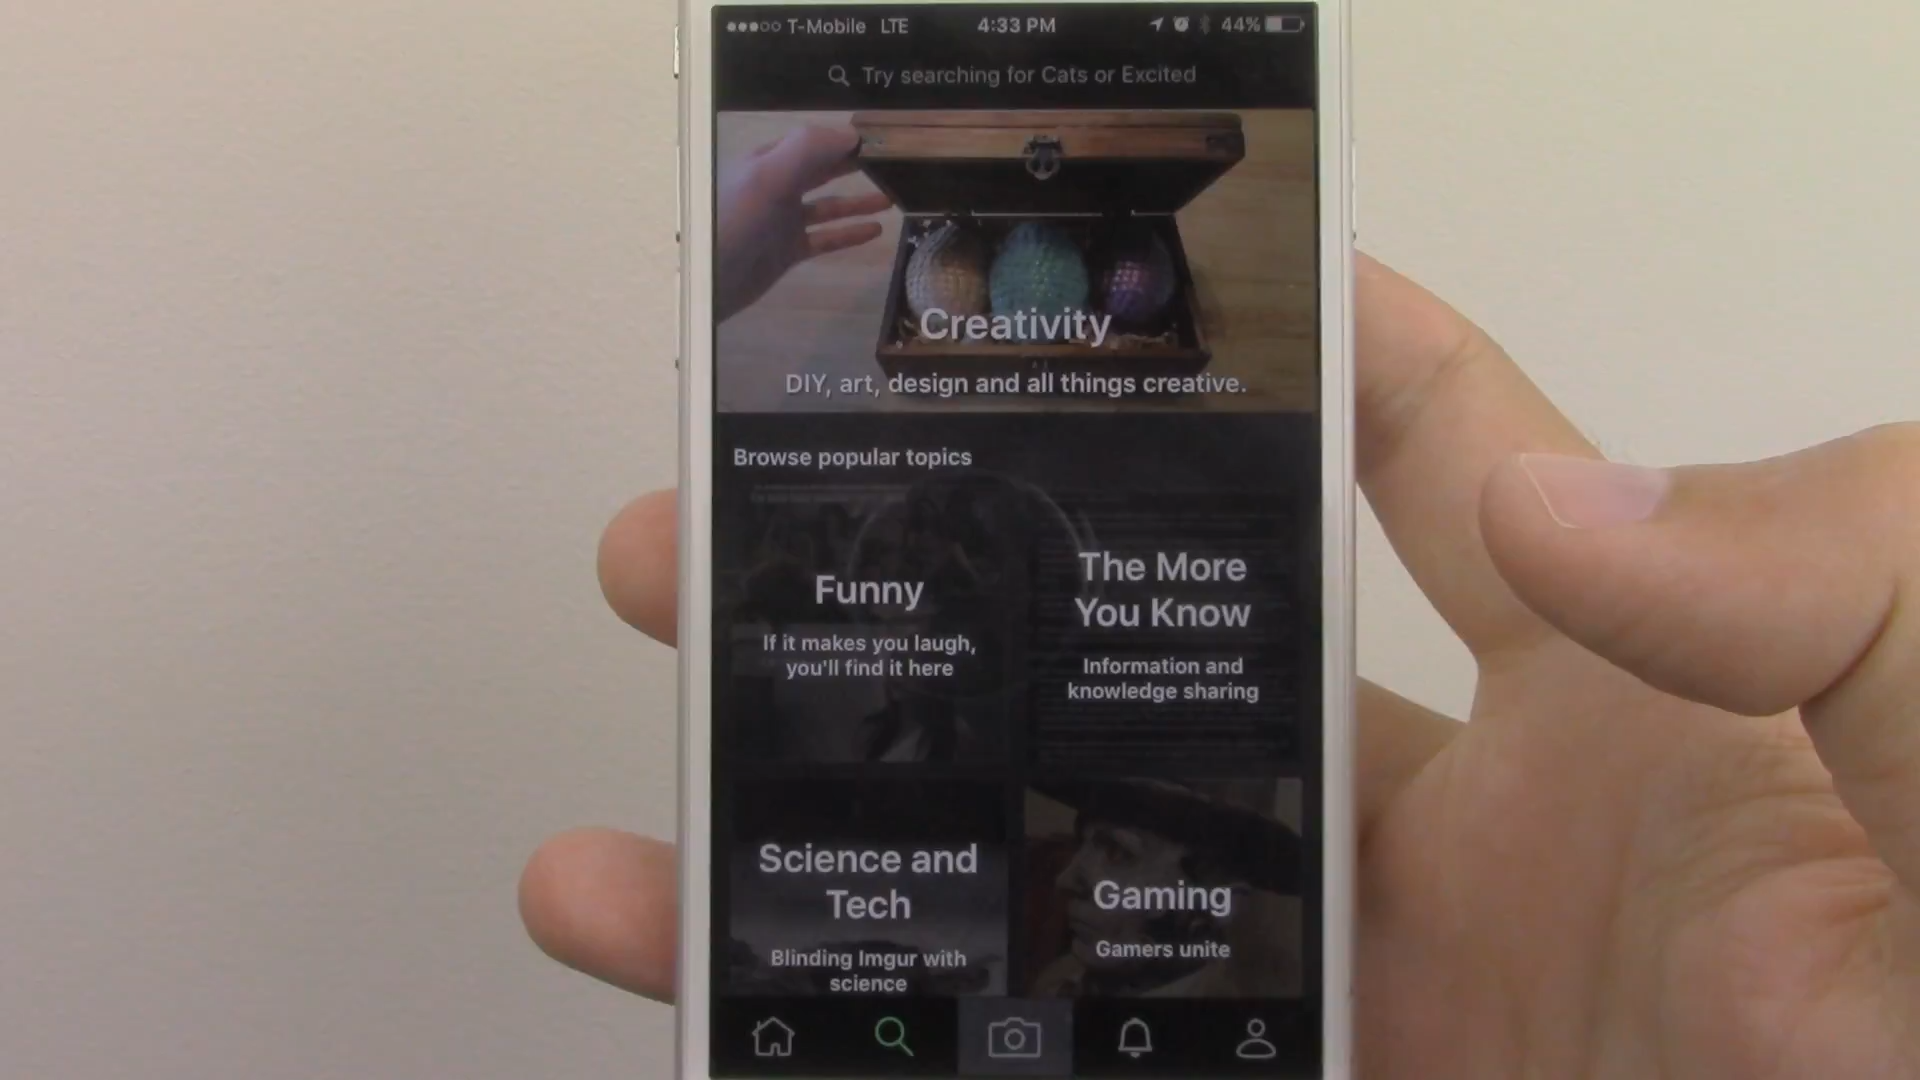 T-Mobile LTE 4:33 PM 44%
Try searching for Cats or Excited
Creativity
DIY, art, design and all things creative.
Browse popular topics
Funny
If it makes you laugh,
you'll find it here
The More
You Know
Information and
knowledge sharing
Science and
Tech
Blinding Imgur with
science
Gaming
Gamers unite